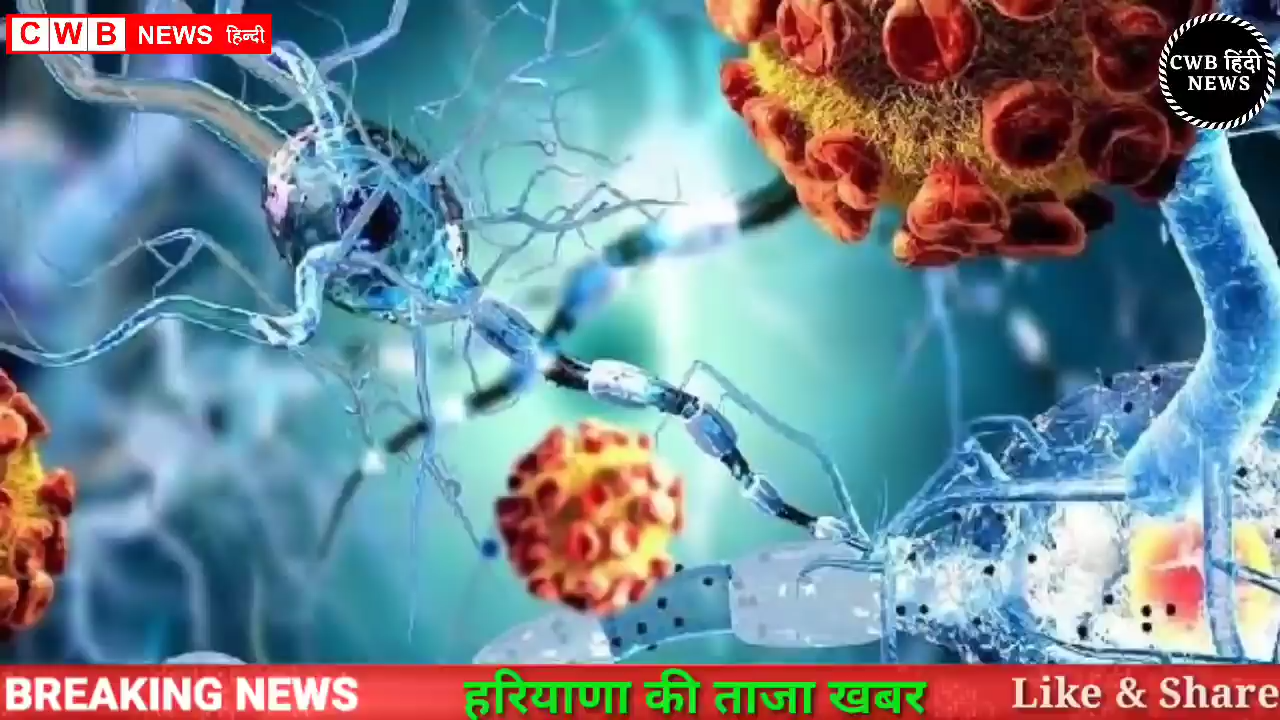 CWB NEWS हिन्दी
CWB हिंदी
NEWS
BREAKING NEWS
हरियाणा की ताजा खबर
Like & Share